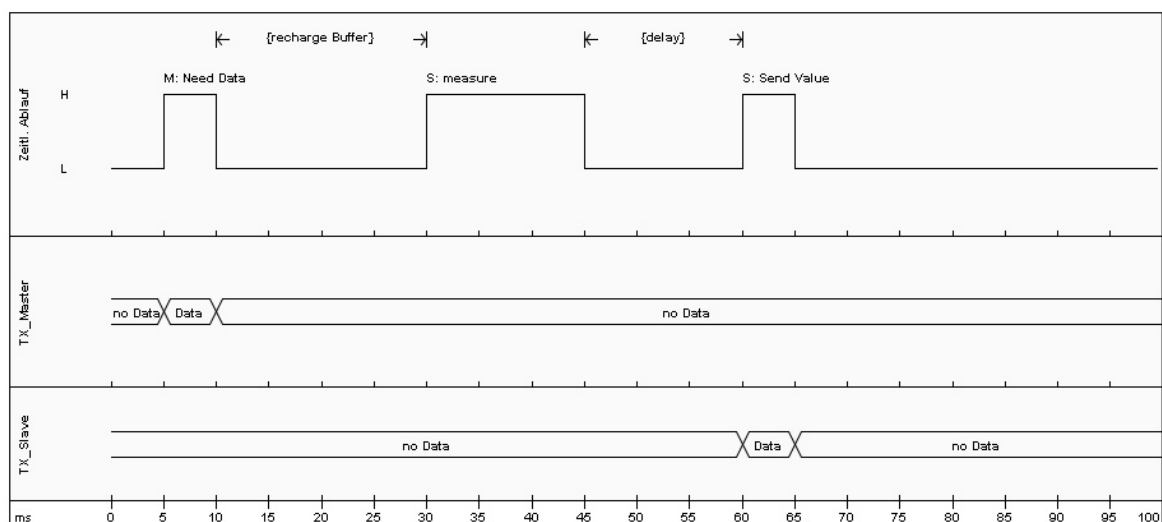 {recharge Buffer} {delay}
M: Need Data S: measure S: Send Value
Zeitl. Ablauf
H
L
TX_Master
no Data Data no Data
TX_Slave
no Data Data no Data
ms 0 5 10 15 20 25 30 35 40 45 50 55 60 65 70 75 80 85 90 95 100